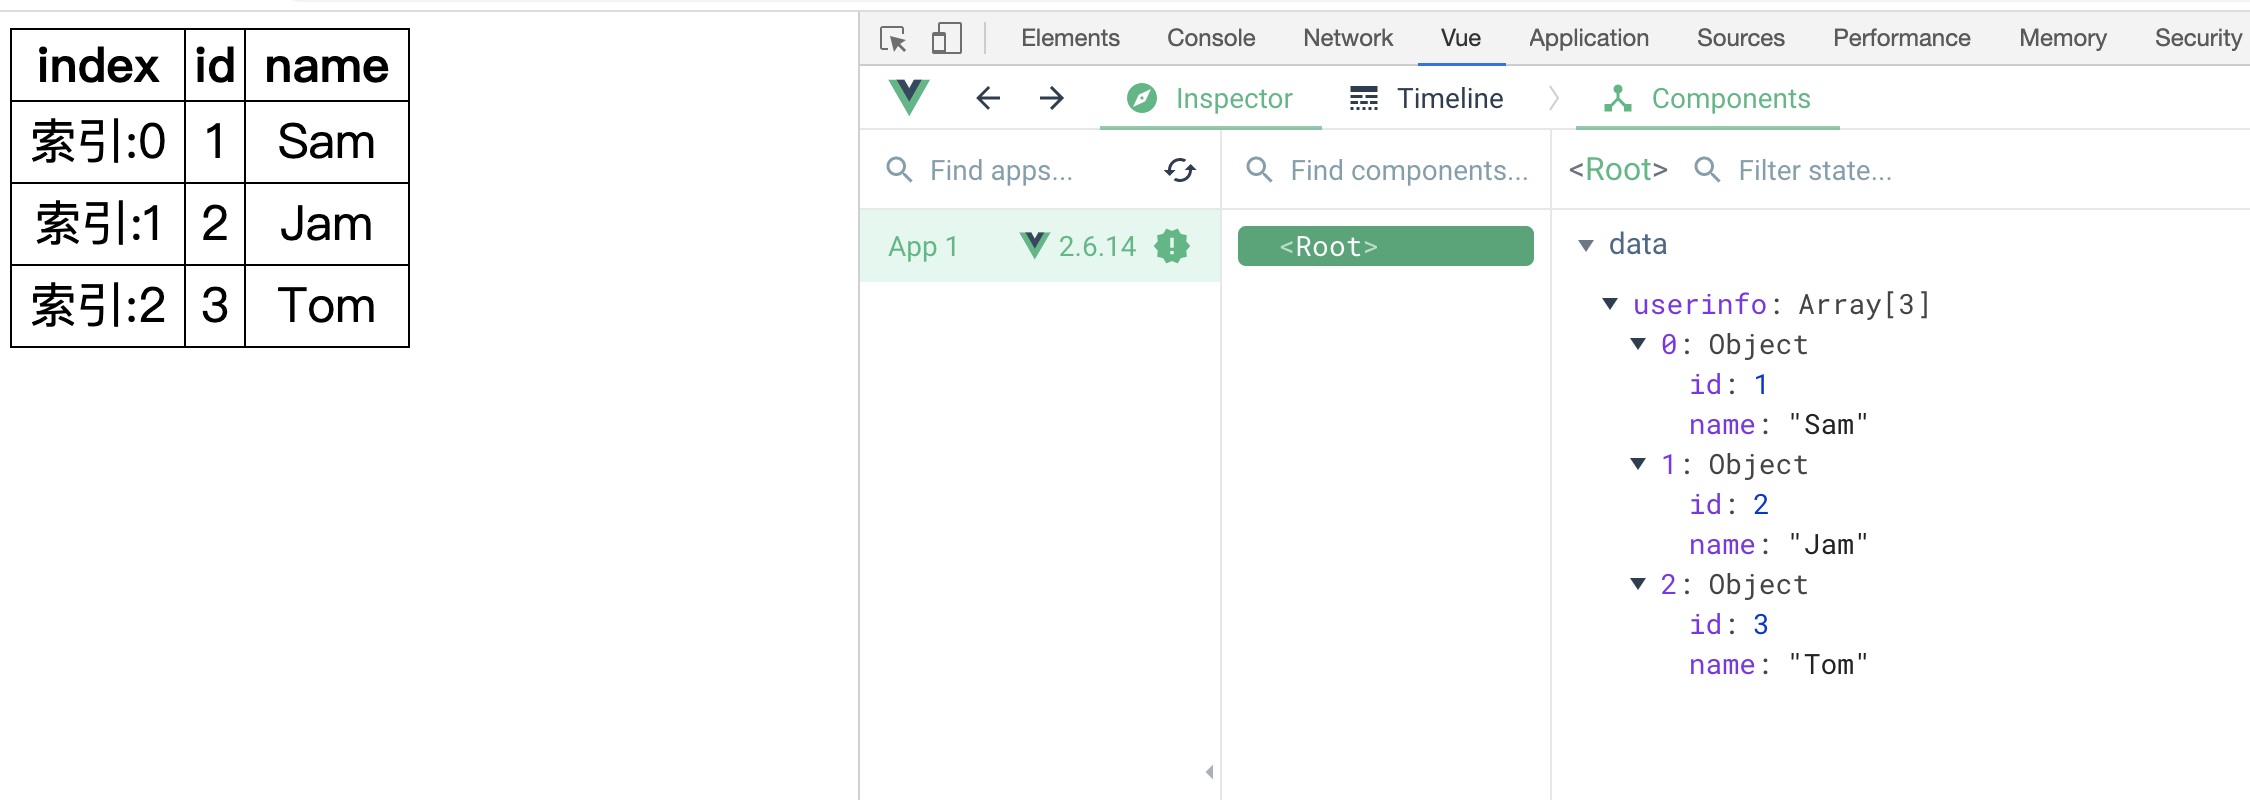 index id name
索引:0 1 Sam
索引:1 2 Jam
索引:2 3 Tom
Elements Console Network Vue Application Sources Performance Memory Security
Inspector Timeline Components
Find apps... Find components... <Root> Filter state...
App 1 2.6.14 <Root>
data
userinfo: Array[3]
0: Object
id: 1
name: "Sam"
1: Object
id: 2
name: "Jam"
2: Object
id: 3
name: "Tom"